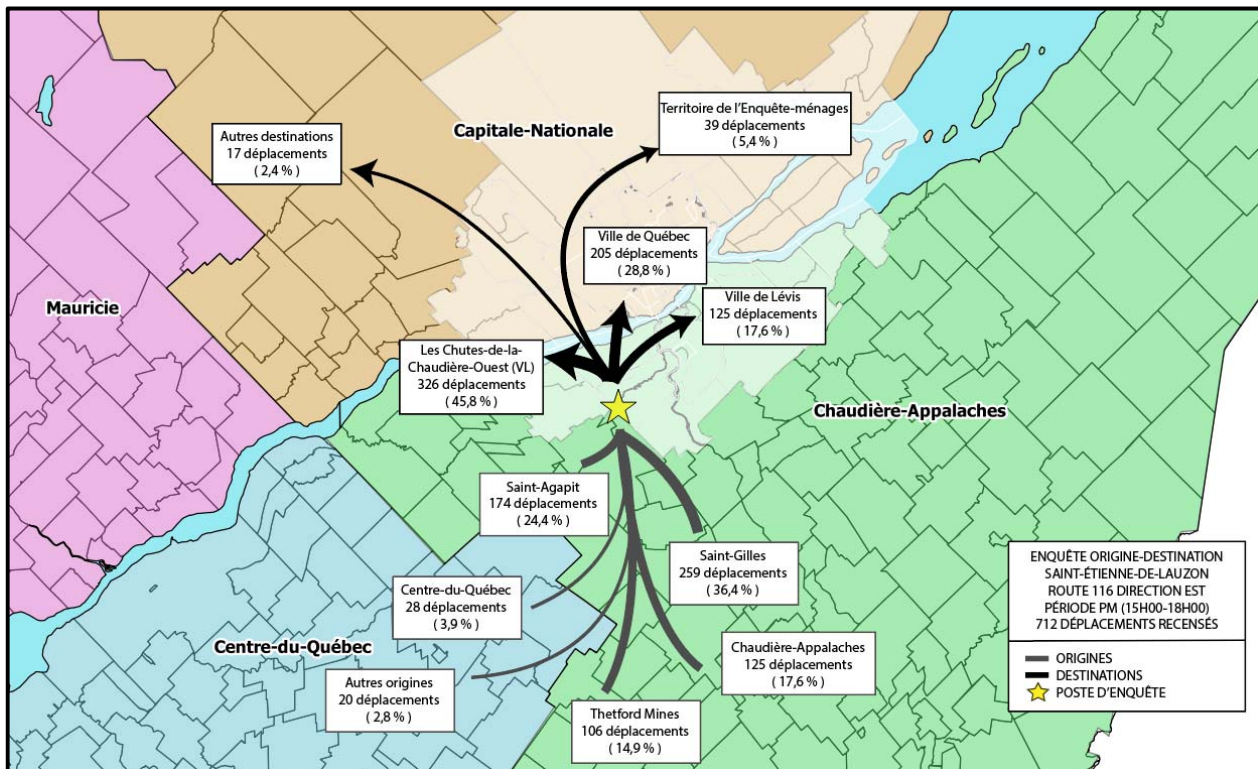 Capitale-Nationale
Territoire de l'Enquête-ménages
39 déplacements
( 5,4 % )
Autres destinations
17 déplacements
( 2,4 % )
Ville de Québec
205 déplacements
( 28,8 % )
Mauricie
Ville de Lévis
125 déplacements
( 17,6 % )
Les Chutes-de-la-
Chaudière-Ouest (VL)
326 déplacements
( 45,8 % )
Chaudière-Appalaches
Saint-Agapit
174 déplacements
( 24,4 % )
Saint-Gilles
259 déplacements
( 36,4 % )
Centre-du-Québec
28 déplacements
( 3,9 % )
Centre-du-Québec
Autres origines
20 déplacements
( 2,8 % )
Chaudière-Appalaches
125 déplacements
( 17,6 % )
Thetford Mines
106 déplacements
( 14,9 % )
ENQUÊTE ORIGINE-DESTINATION
SAINT-ÉTIENNE-DE-LAUZON
ROUTE 116 DIRECTION EST
PÉRIODE PM (15H00-18H00)
712 DÉPLACEMENTS RECENSÉS
ORIGINES
DESTINATIONS
POSTE D'ENQUÊTE